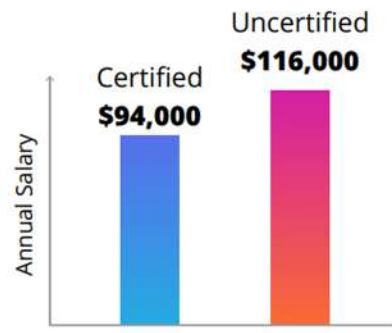 Uncertified
$116,000
Certified
$94,000
Annual Salary